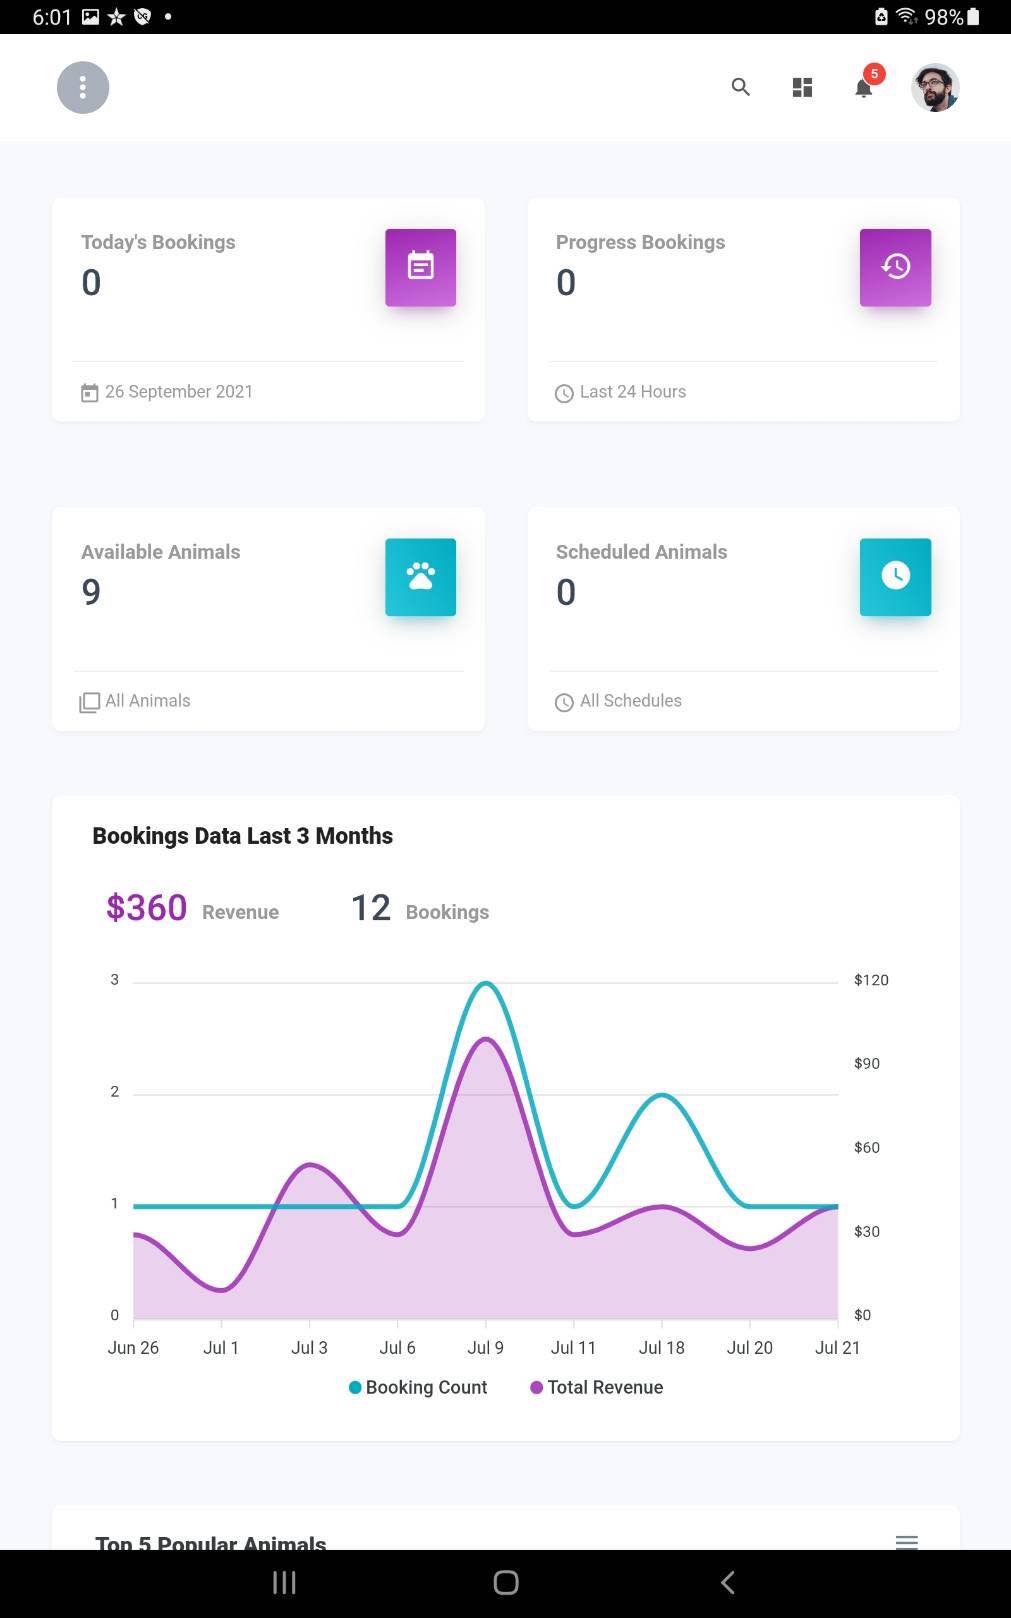 6:01
98%
5
Today's Bookings
0
26 September 2021
Progress Bookings
0
Last 24 Hours
Available Animals
9
All Animals
Scheduled Animals
0
All Schedules
Bookings Data Last 3 Months
$360 Revenue 12 Bookings
3 $120
$90
2
$60
1
$30
0 $0
Jun 26 Jul 1 Jul 3 Jul 6 Jul 9 Jul 11 Jul 18 Jul 20 Jul 21
Booking Count Total Revenue
Top 5 Popular Animals